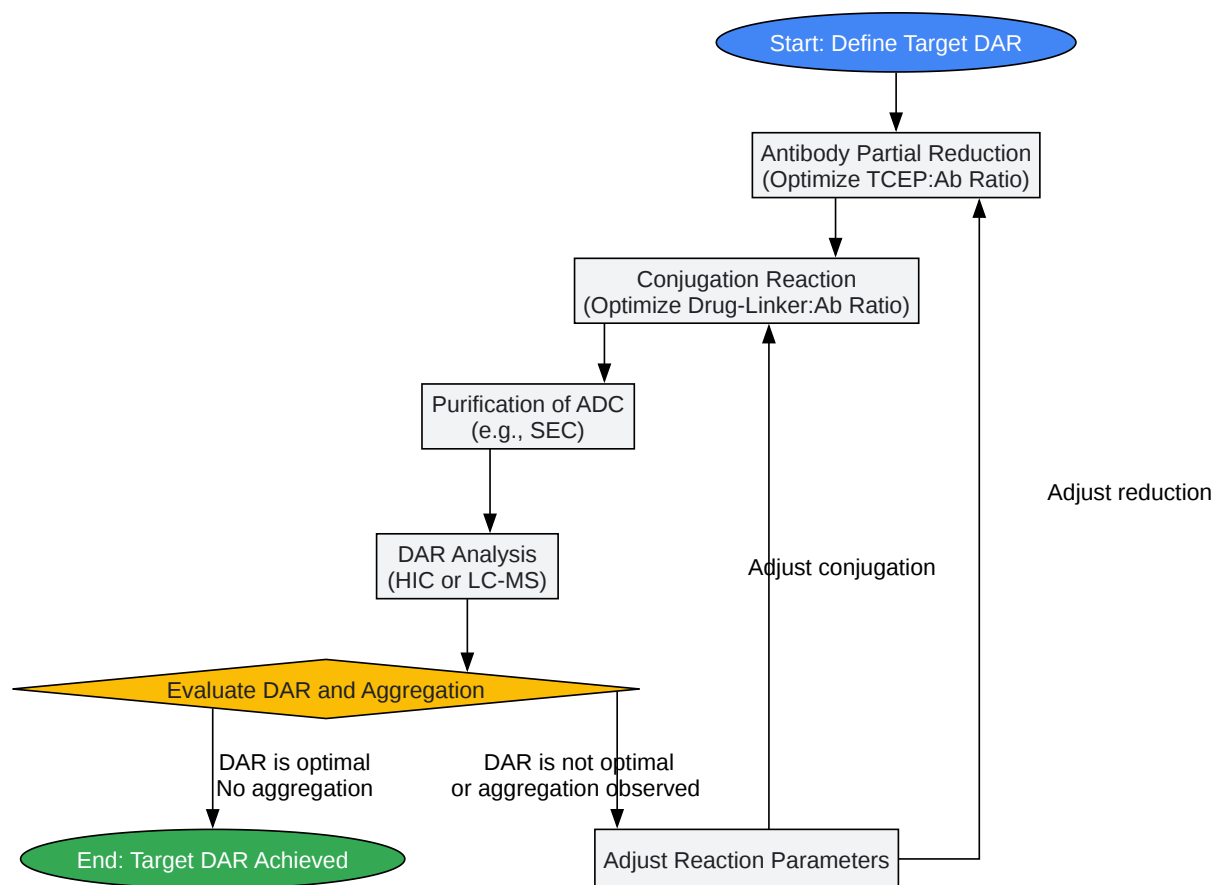 Start: Define Target DAR
Antibody Partial Reduction
(Optimize TCEP:Ab Ratio)
Conjugation Reaction
(Optimize Drug-Linker:Ab Ratio)
Purification of ADC
(e.g., SEC)
Adjust reduction
DAR Analysis
(HIC or LC-MS)
Adjust conjugation
Evaluate DAR and Aggregation
DAR is optimal
No aggregation
DAR is not optimal
or aggregation observed
End: Target DAR Achieved
Adjust Reaction Parameters